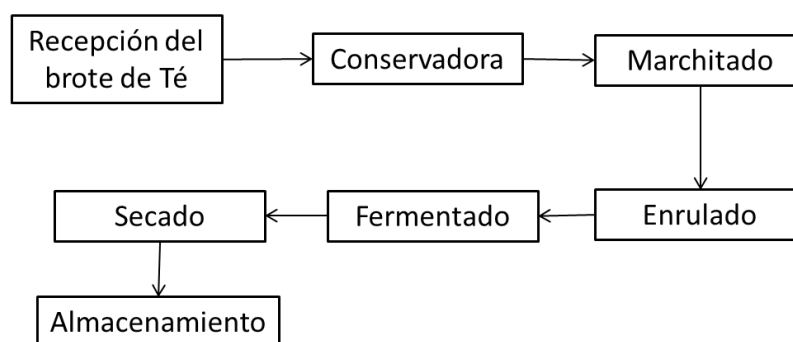 Recepción del
brote de Té
Conservadora
Marchitado
Enrulado
Fermentado
Secado
Almacenamiento